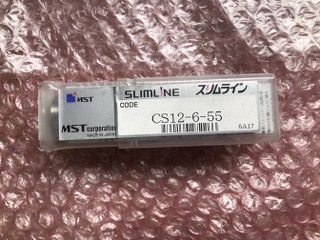 MST
MST corporation
MADE IN JAPAN
SLIMLINE スリムライン
CODE
CS12-6-55
6A17